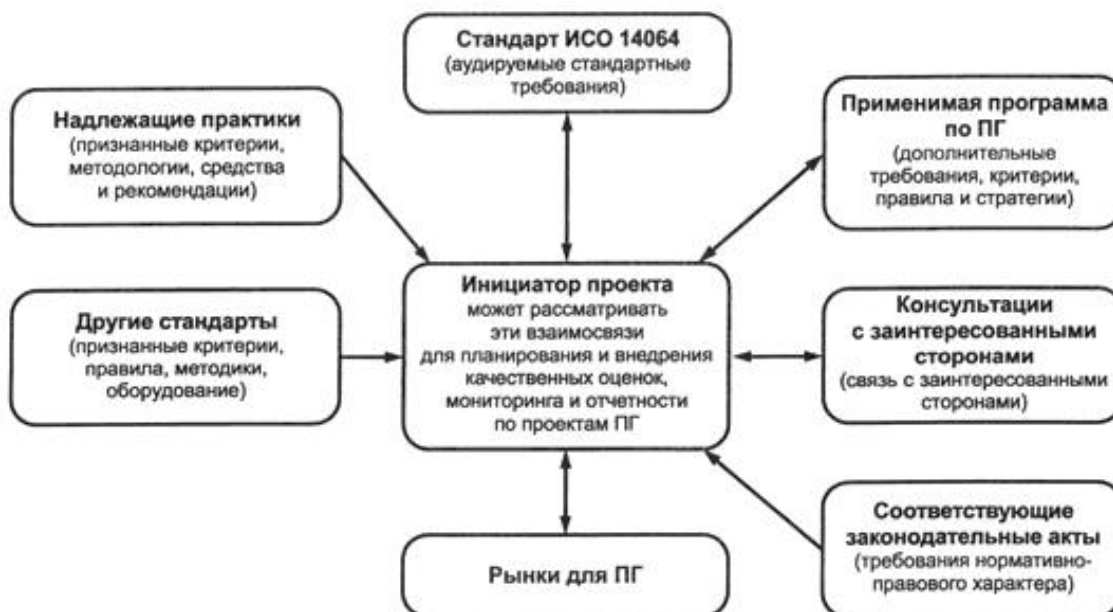 Стандарт ИСО 14064
(аудируемые стандартные
требования)
Надлежащие практики
(признанные критерии,
методологии, средства
и рекомендации)
Применимая программа
по ПГ
(дополнительные
требования, критерии,
правила и стратегии)
Другие стандарты
(признанные критерии,
правила, методики,
оборудование)
Инициатор проекта
может рассматривать
эти взаимосвязи
для планирования и внедрения
качественных оценок,
мониторинга и отчетности
по проектам ПГ
Консультации
с заинтересованными
сторонами
(связь с заинтересованными
сторонами)
Рынки для ПГ
Соответствующие
законодательные акты
(требования нормативно-
правового характера)